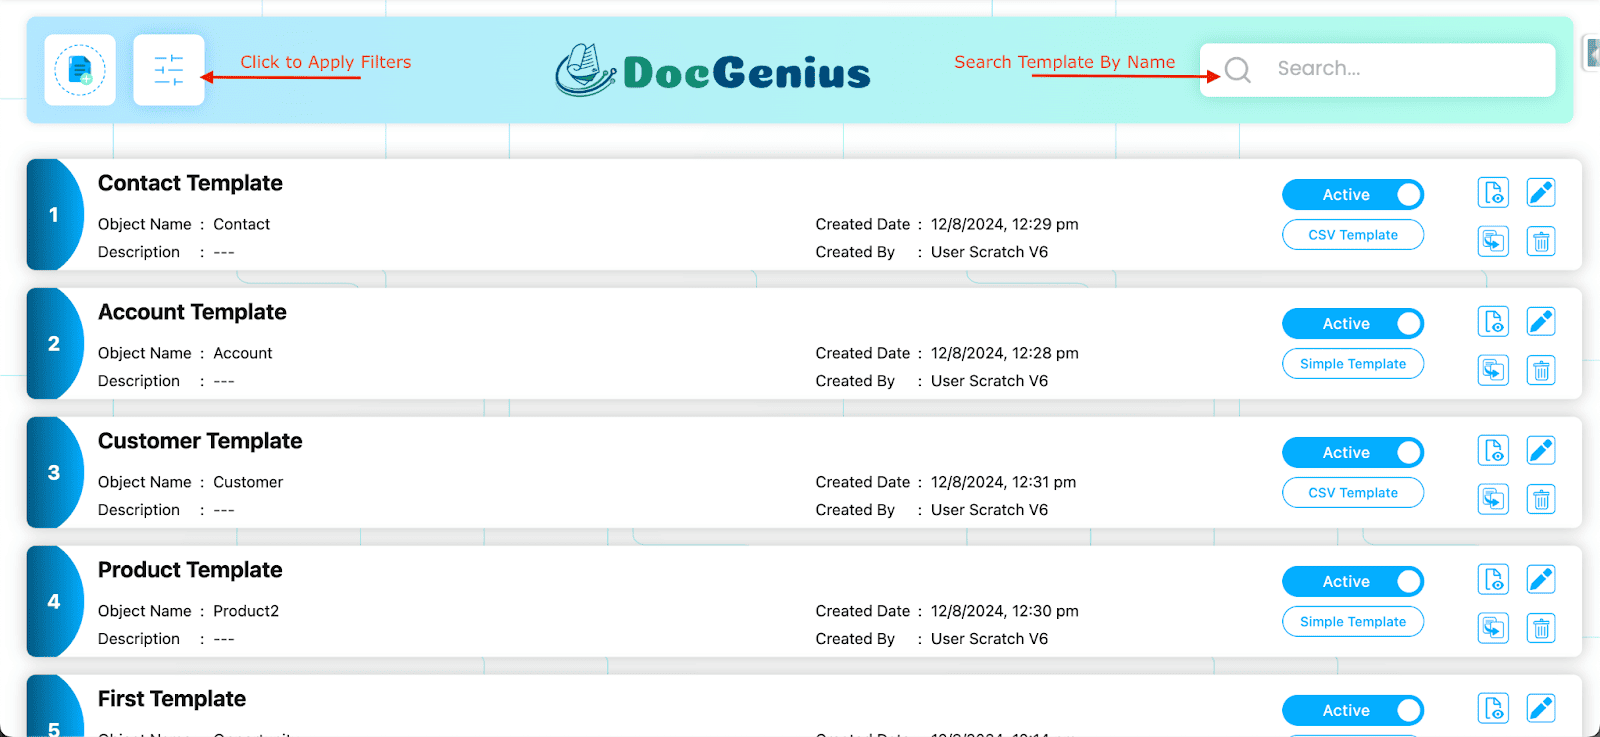 Click to Apply Filters
DocGenius
Search Template By Name
Search...
1
Contact Template
Object Name : Contact
Description : ---
Created Date : 12/8/2024, 12:29 pm
Created By : User Scratch V6
Active
CSV Template
2
Account Template
Object Name : Account
Description : ---
Created Date : 12/8/2024, 12:28 pm
Created By : User Scratch V6
Active
Simple Template
3
Customer Template
Object Name : Customer
Description : ---
Created Date : 12/8/2024, 12:31 pm
Created By : User Scratch V6
Active
CSV Template
4
Product Template
Object Name : Product2
Description : ---
Created Date : 12/8/2024, 12:30 pm
Created By : User Scratch V6
Active
Simple Template
5
First Template
Active